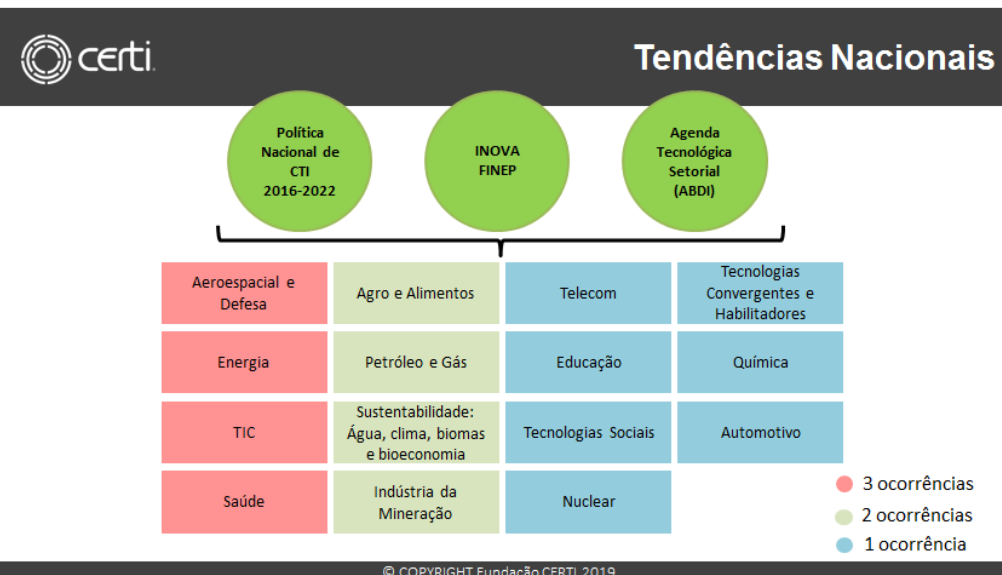 certi.
Tendências Nacionais
Política
Nacional de
CTI
2016-2022
INOVA
FINEP
Agenda
Tecnológica
Setorial
(ABDI)
Aeroespacial e
Defesa
Agro e Alimentos
Telecom
Tecnologias
Convergentes e
Habilitadores
Energia
Petróleo e Gás
Educação
Química
TIC
Sustentabilidade:
Água, clima, biomas
e bioeconomia
Tecnologias Sociais
Automotivo
Saúde
Indústria da
Mineração
Nuclear
3 ocorrências
2 ocorrências
1 ocorrência
© COPYRIGHT Fundação CERTI 2019